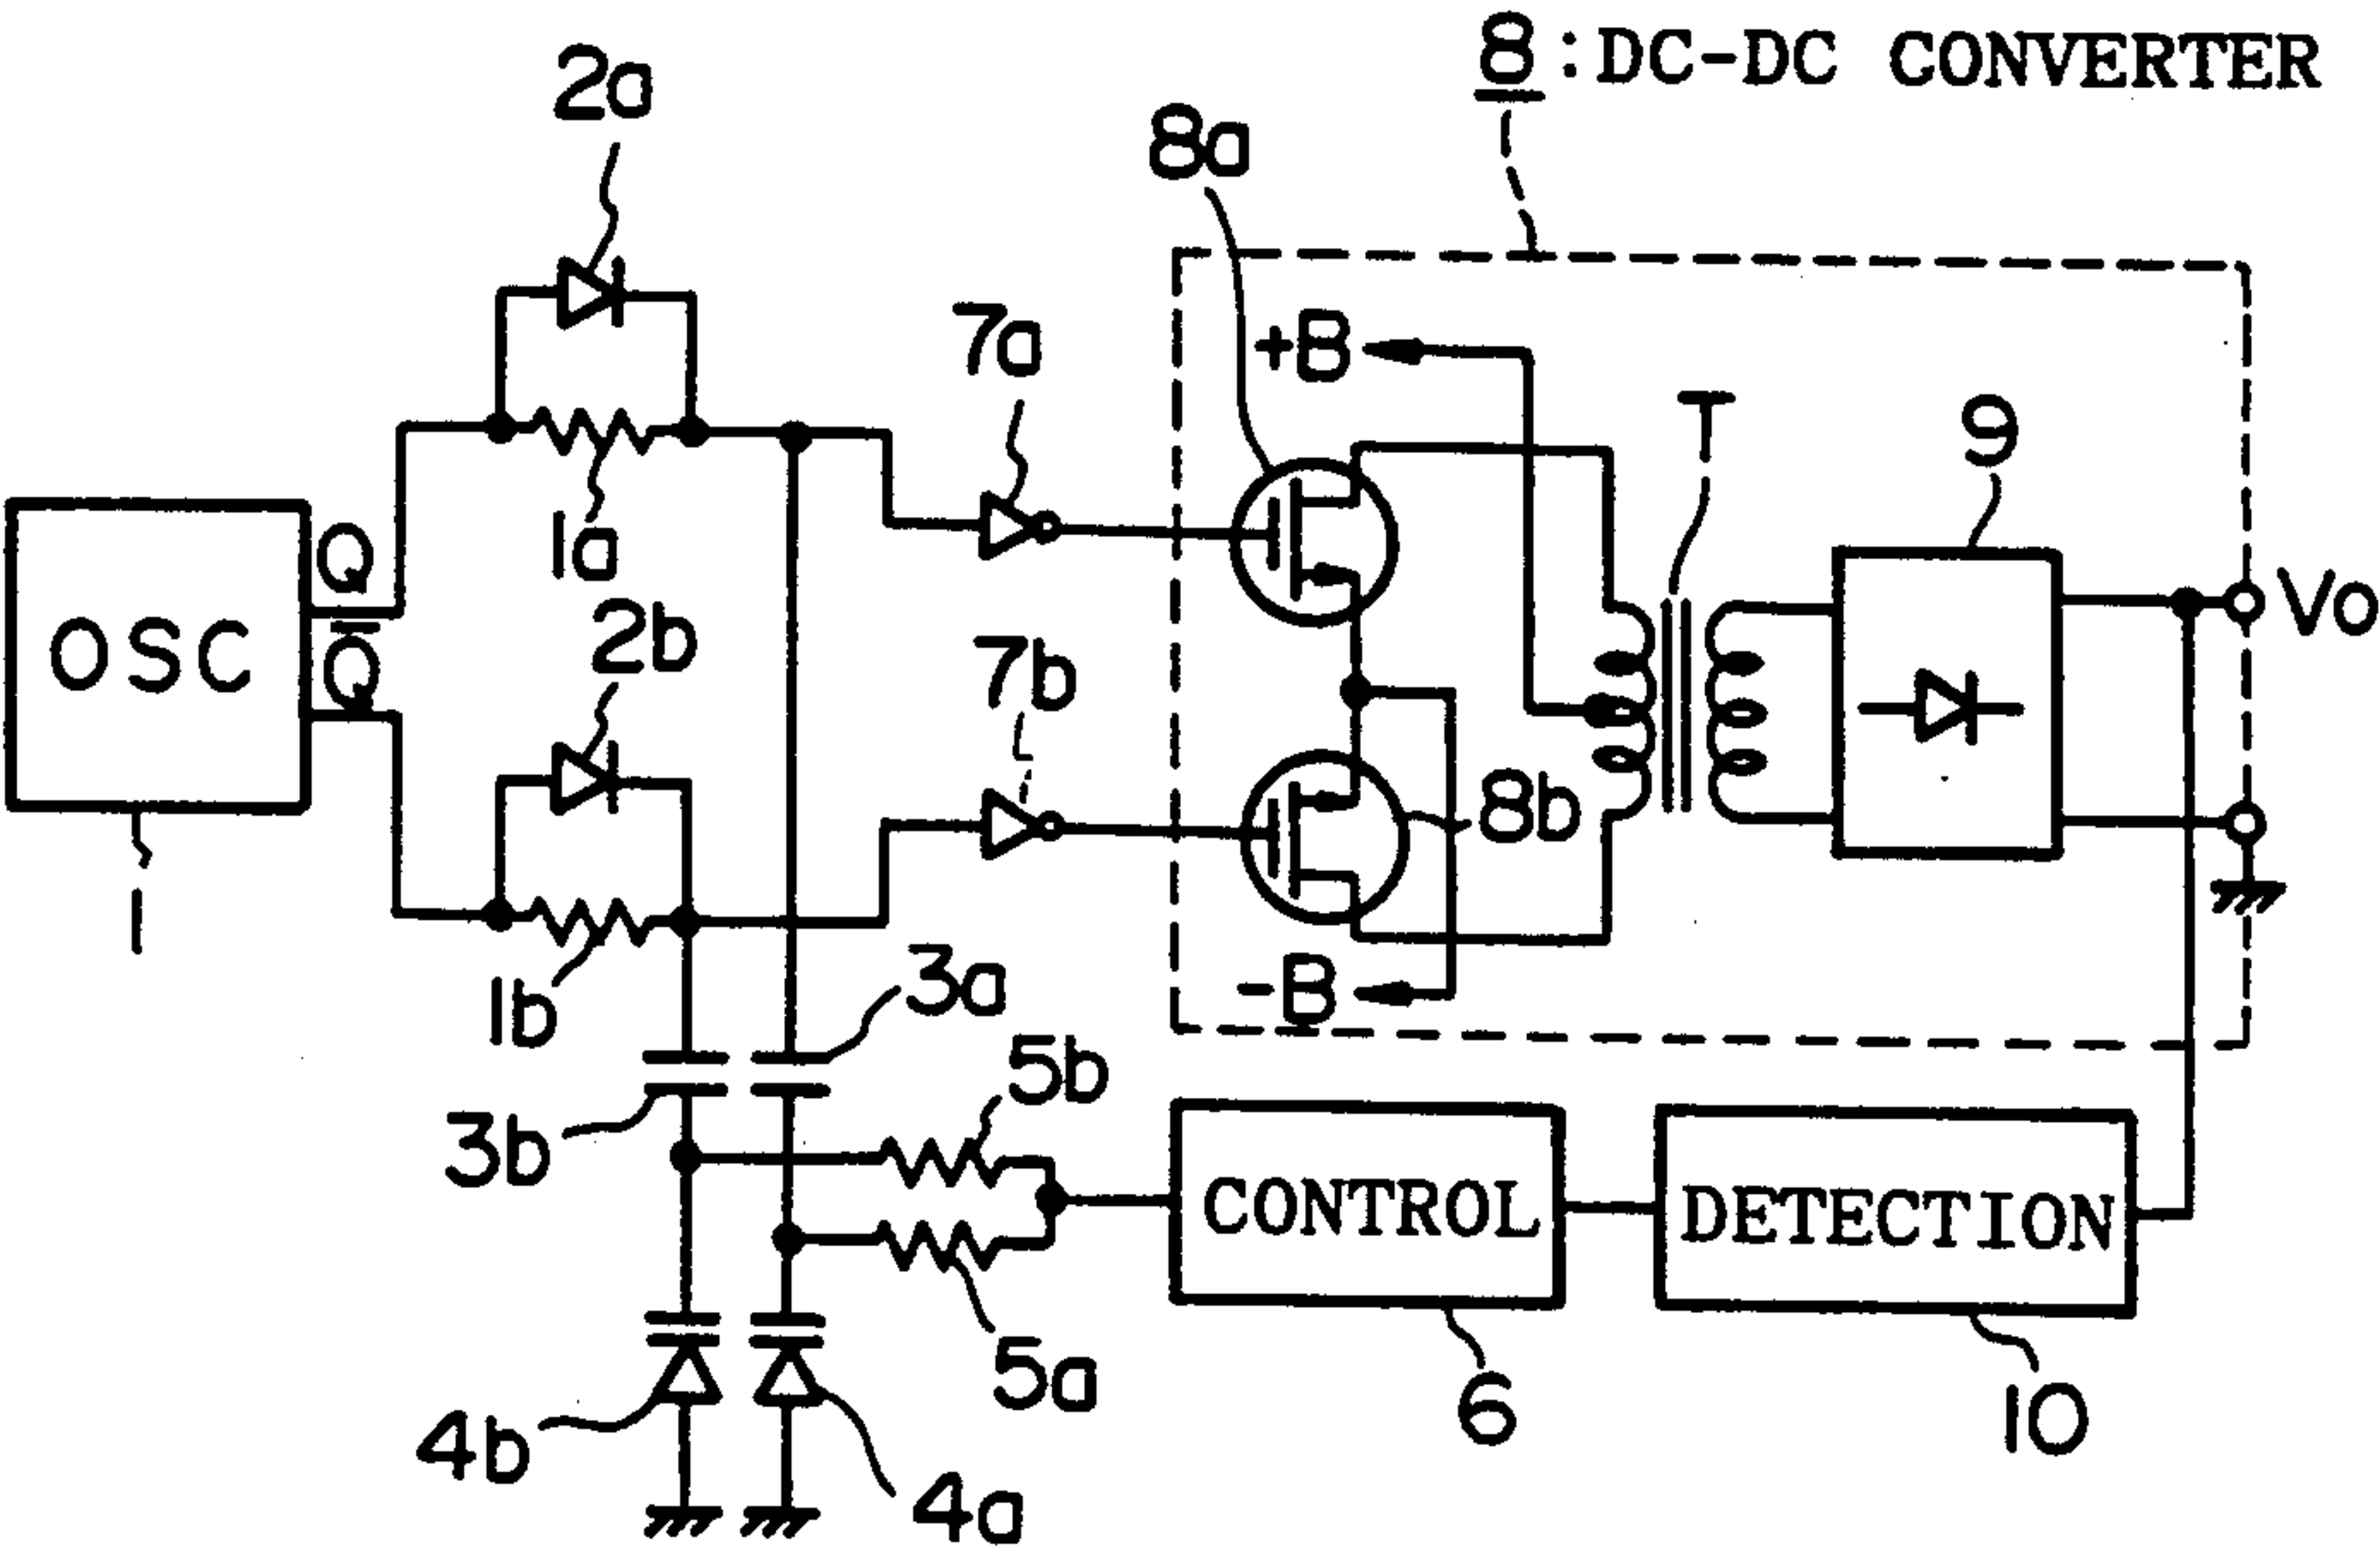 8 : DC-DC CONVERTER
2a
8a
+B
7a
T
9
Q
1a
OSC
Q̅
2b
7b
Vo
8b
1
1b
3a
-B
5b
3b
CONTROL
DETECTION
5a
6
10
4b
4a